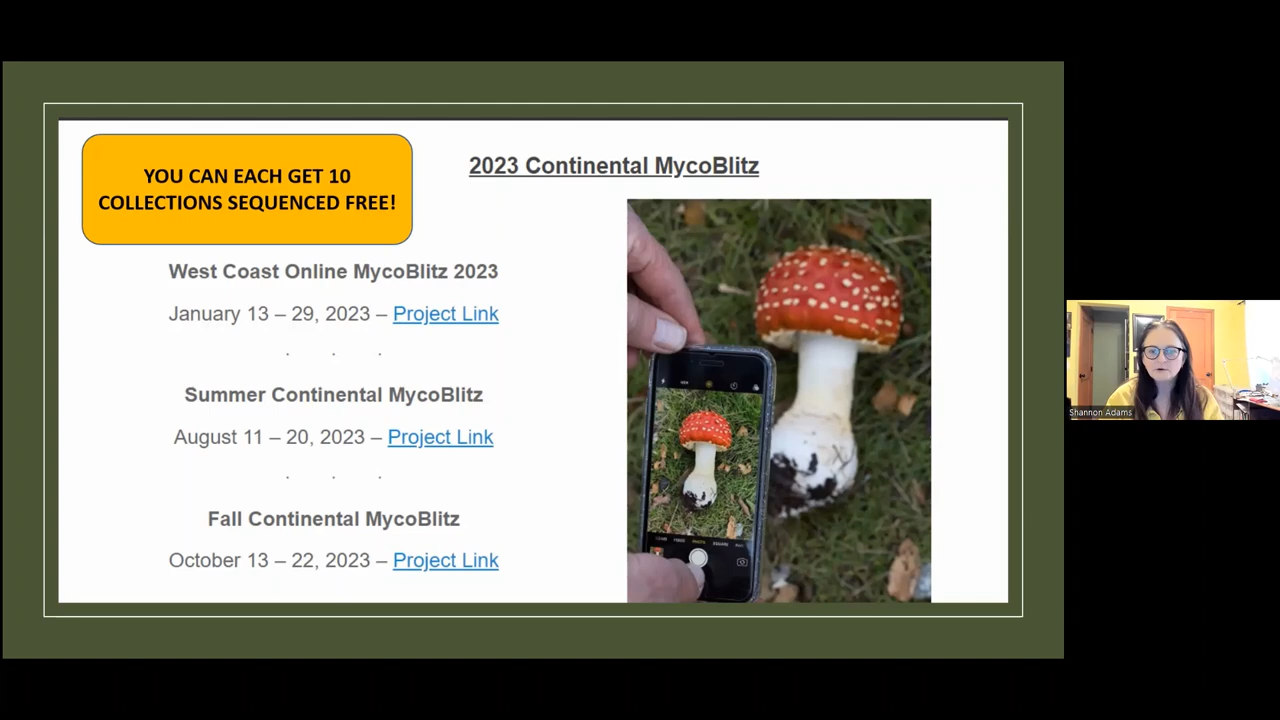 YOU CAN EACH GET 10
COLLECTIONS SEQUENCED FREE!
2023 Continental MycoBlitz
West Coast Online MycoBlitz 2023
January 13 – 29, 2023 – Project Link
. . .
Summer Continental MycoBlitz
August 11 – 20, 2023 – Project Link
. . .
Fall Continental MycoBlitz
October 13 – 22, 2023 – Project Link
Shannon Adams